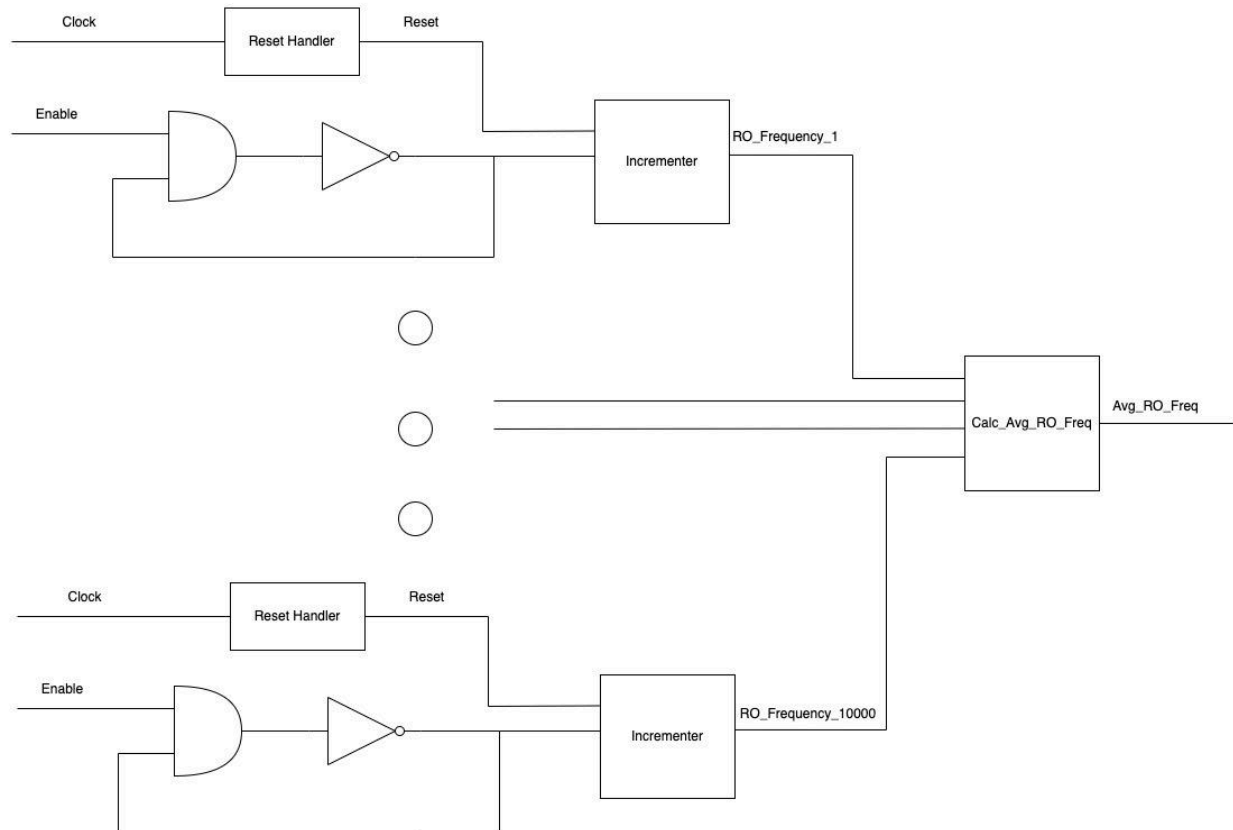 Clock
Reset Handler
Reset
Enable
Incrementer
RO_Frequency_1
Calc_Avg_RO_Freq
Avg_RO_Freq
Clock
Reset Handler
Reset
Enable
Incrementer
RO_Frequency_10000